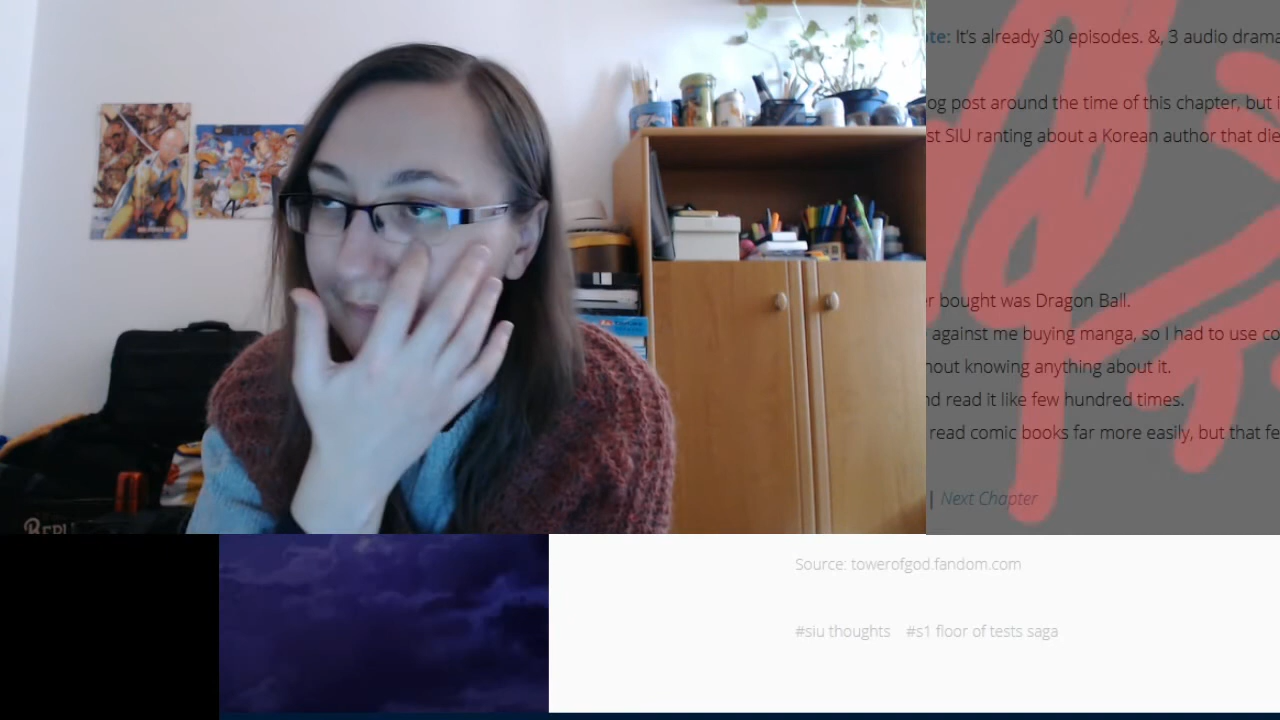 te: It's already 30 episodes. &, 3 audio drama
og post around the time of this chapter, but i
st SIU ranting about a Korean author that die
r bought was Dragon Ball.
against me buying manga, so I had to use co
hout knowing anything about it.
nd read it like few hundred times.
read comic books far more easily, but that fe
| Next Chapter
Source: towerofgod.fandom.com
#siu thoughts #s1 floor of tests saga